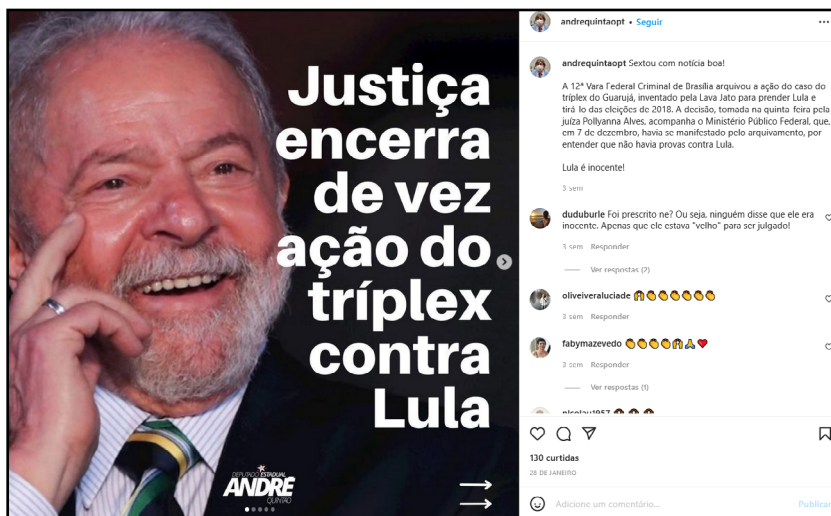 Justiça
encerra
de vez
ação do
tríplex
contra
Lula
DEPUTADO ESTADUAL
ANDRÉ
QUINTÃO
andrequintaopt • Seguir
andrequintaopt Sextou com notícia boa!
A 12ª Vara Federal Criminal de Brasília arquivou a ação do caso do
tríplex do Guarujá, inventado pela Lava Jato para prender Lula e
tirá-lo das eleições de 2018. A decisão, tomada na quinta-feira pela
juíza Pollyanna Alves, acompanha o Ministério Público Federal, que,
em 7 de dezembro, havia se manifestado pelo arquivamento, por
entender que não havia provas contra Lula.
Lula é inocente!
3 sem
duduburle Foi prescrito ne? Ou seja, ninguém disse que ele era
inocente. Apenas que ele estava "velho" para ser julgado!
3 sem Responder
Ver respostas (2)
oliveiveraluciade 🙌👏👏👏👏👏👏
3 sem Responder
fabymazevedo 👏👏👏👏🙌🙏❤️
3 sem Responder
Ver respostas (1)
nicolau1957
130 curtidas
28 DE JANEIRO
Adicione um comentário...
Publicar